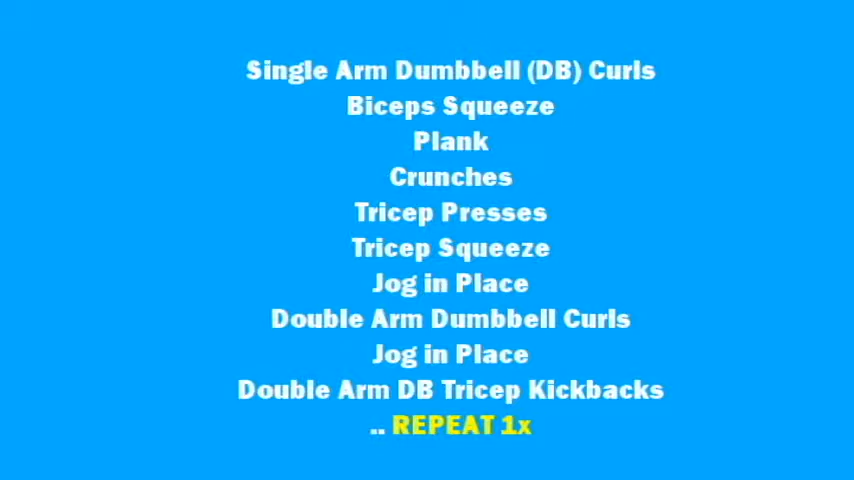 Single Arm Dumbbell (DB) Curls
Biceps Squeeze
Plank
Crunches
Tricep Presses
Tricep Squeeze
Jog in Place
Double Arm Dumbbell Curls
Jog in Place
Double Arm DB Tricep Kickbacks
.. REPEAT 1x